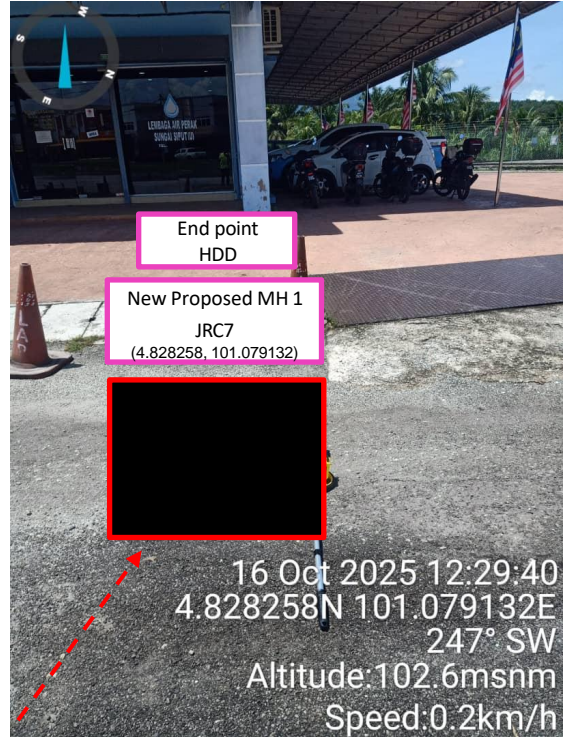 W
S
N
E
LEMBAGA AIR PERAK
SUNGAI SIPUT (U)
End point
HDD
New Proposed MH 1
JRC7
(4.828258, 101.079132)
LAP
16 Oct 2025 12:29:40
4.828258N 101.079132E
247° SW
Altitude:102.6msnm
Speed:0.2km/h